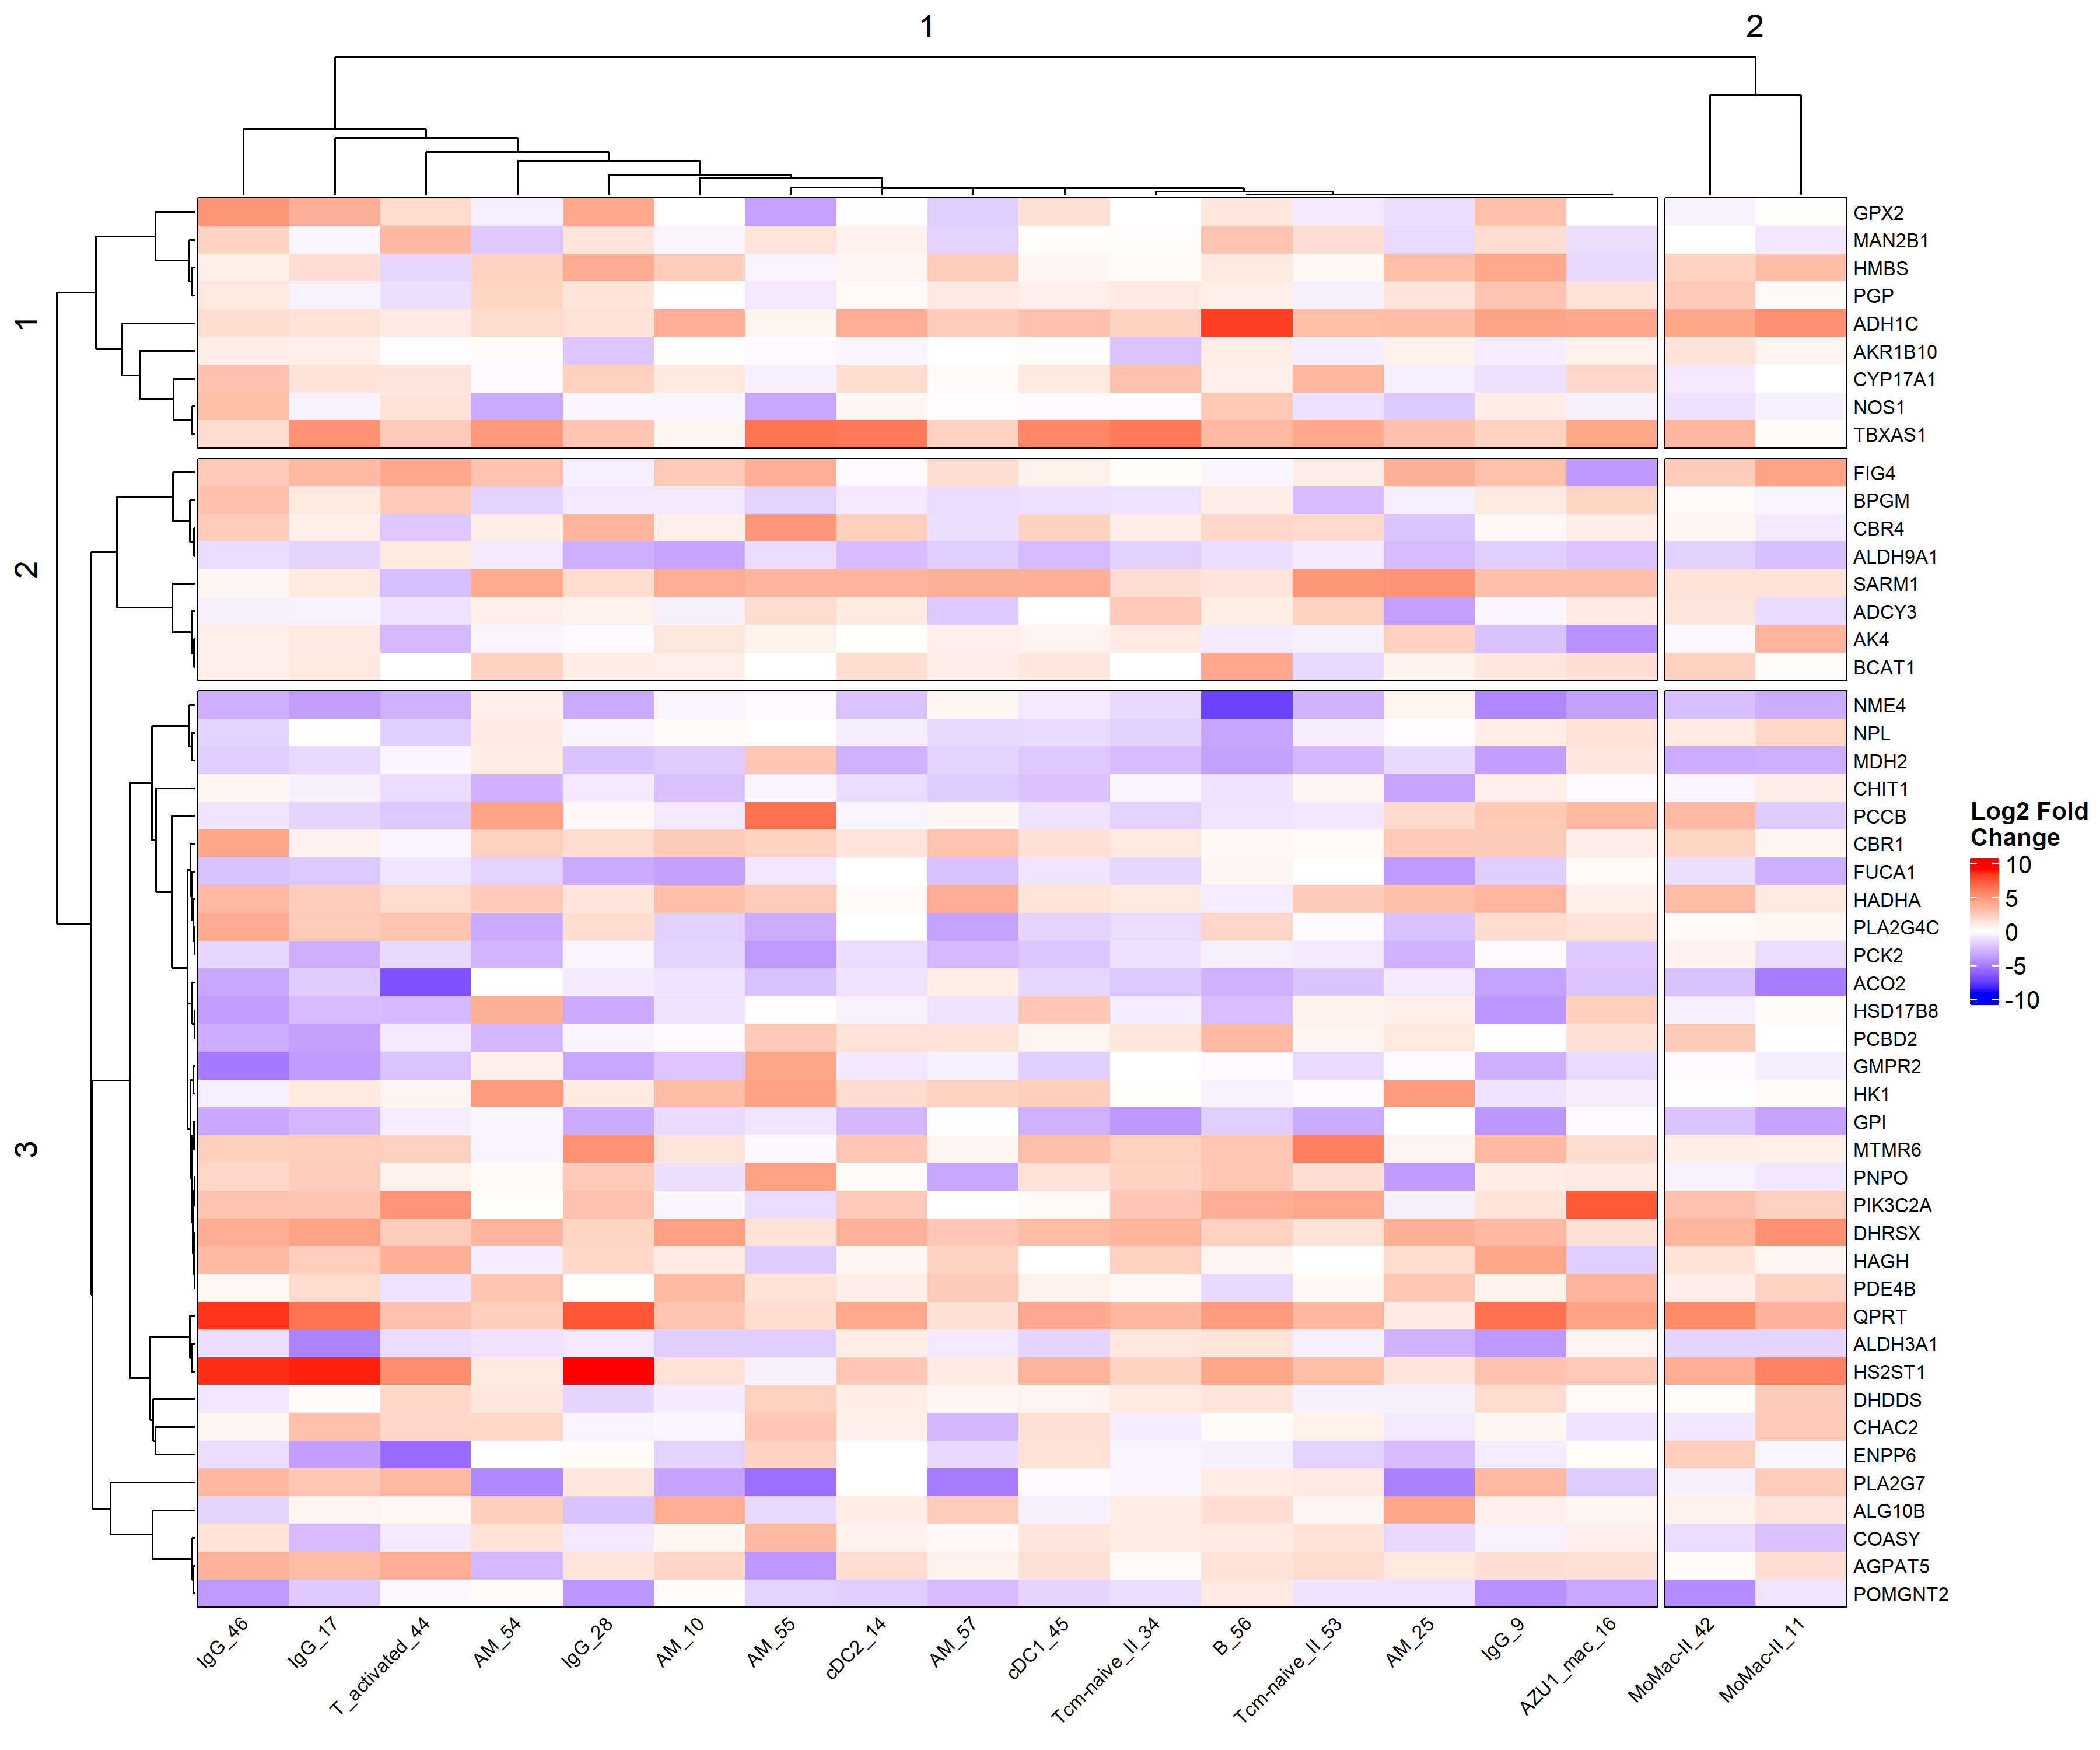 1
2
1
2
3
GPX2
MAN2B1
HMBS
PGP
ADH1C
AKR1B10
CYP17A1
NOS1
TBXAS1
FIG4
BPGM
CBR4
ALDH9A1
SARM1
ADCY3
AK4
BCAT1
NME4
NPL
MDH2
CHIT1
PCCB
CBR1
FUCA1
HADHA
PLA2G4C
PCK2
ACO2
HSD17B8
PCBD2
GMPR2
HK1
GPI
MTMR6
PNPO
PIK3C2A
DHRSX
HAGH
PDE4B
QPRT
ALDH3A1
HS2ST1
DHDDS
CHAC2
ENPP6
PLA2G7
ALG10B
COASY
AGPAT5
POMGNT2
Log2 Fold
Change
10
5
0
-5
-10
IgG_46
IgG_17
T_activated_44
AM_54
IgG_28
AM_10
AM_55
cDC2_14
AM_57
cDC1_45
Tcm-naive_II_34
B_56
Tcm-naive_II_53
AM_25
IgG_9
AZU1_mac_16
MoMac-II_42
MoMac-II_11